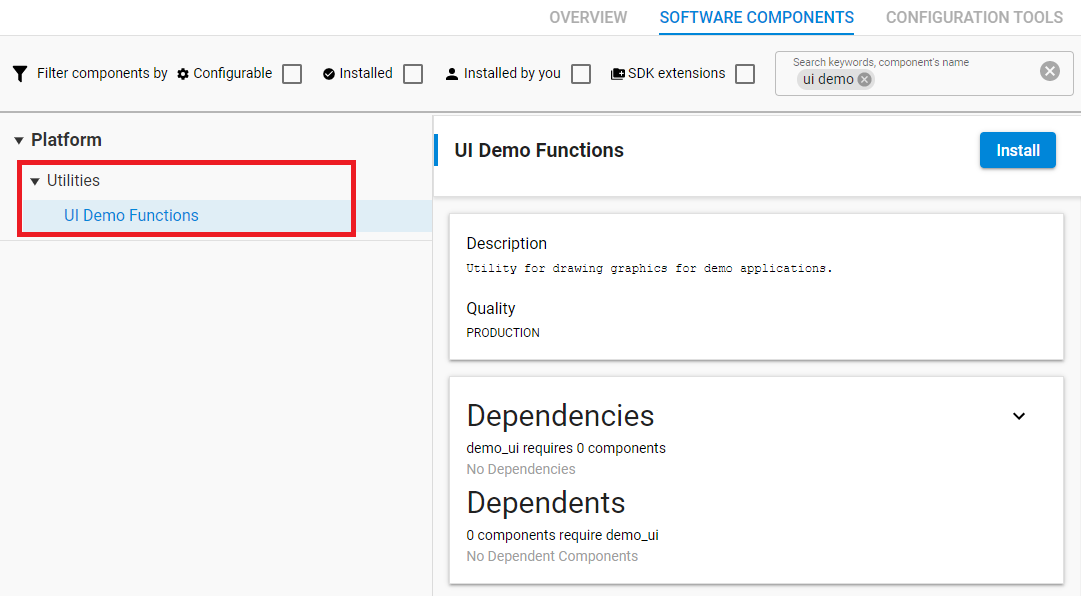 OVERVIEW SOFTWARE COMPONENTS CONFIGURATION TOOLS
Filter components by Configurable Installed Installed by you SDK extensions
Search keywords, component's name
ui demo
Platform
Utilities
UI Demo Functions
UI Demo Functions
Install
Description
Utility for drawing graphics for demo applications.
Quality
PRODUCTION
Dependencies
demo_ui requires 0 components
No Dependencies
Dependents
0 components require demo_ui
No Dependent Components